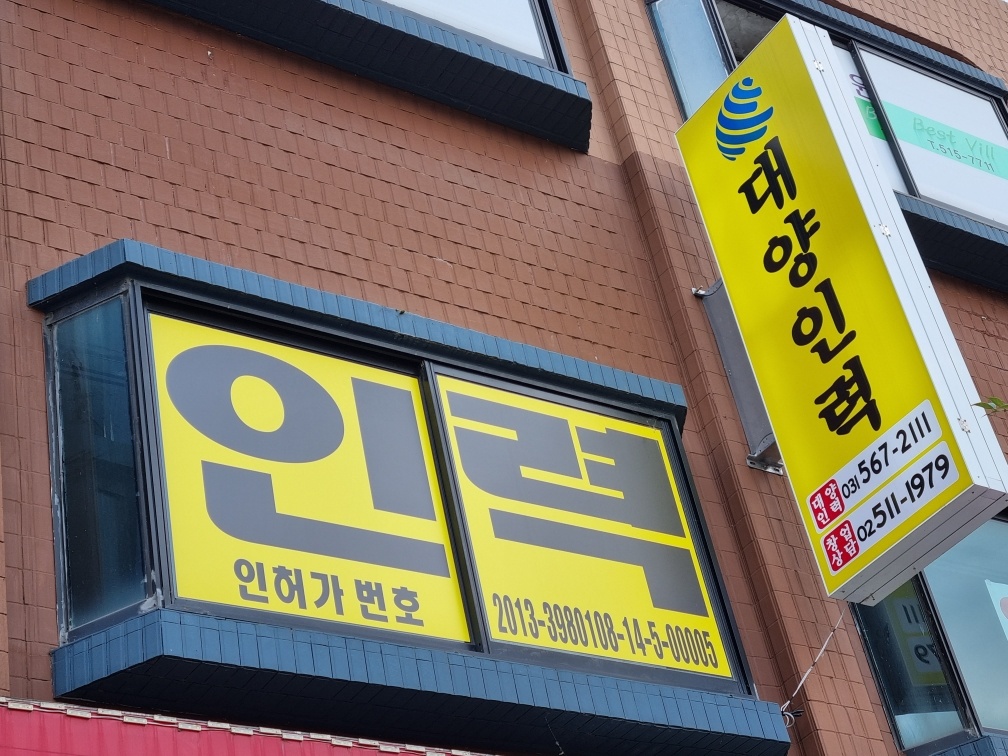 인력
인허가 번호
2013-3980108-14-5-00005
대양인력
대양인력 031 567-2111
창업상담 02 511-1979
Best Vill
T.515-7711